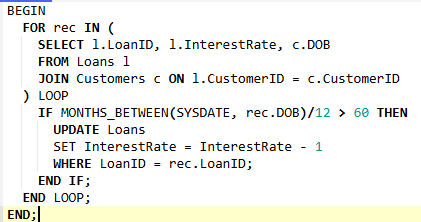 BEGIN
  FOR rec IN (
    SELECT l.LoanID, l.InterestRate, c.DOB
    FROM Loans l
    JOIN Customers c ON l.CustomerID = c.CustomerID
  ) LOOP
    IF MONTHS_BETWEEN(SYSDATE, rec.DOB)/12 > 60 THEN
      UPDATE Loans
      SET InterestRate = InterestRate - 1
      WHERE LoanID = rec.LoanID;
    END IF;
  END LOOP;
END;